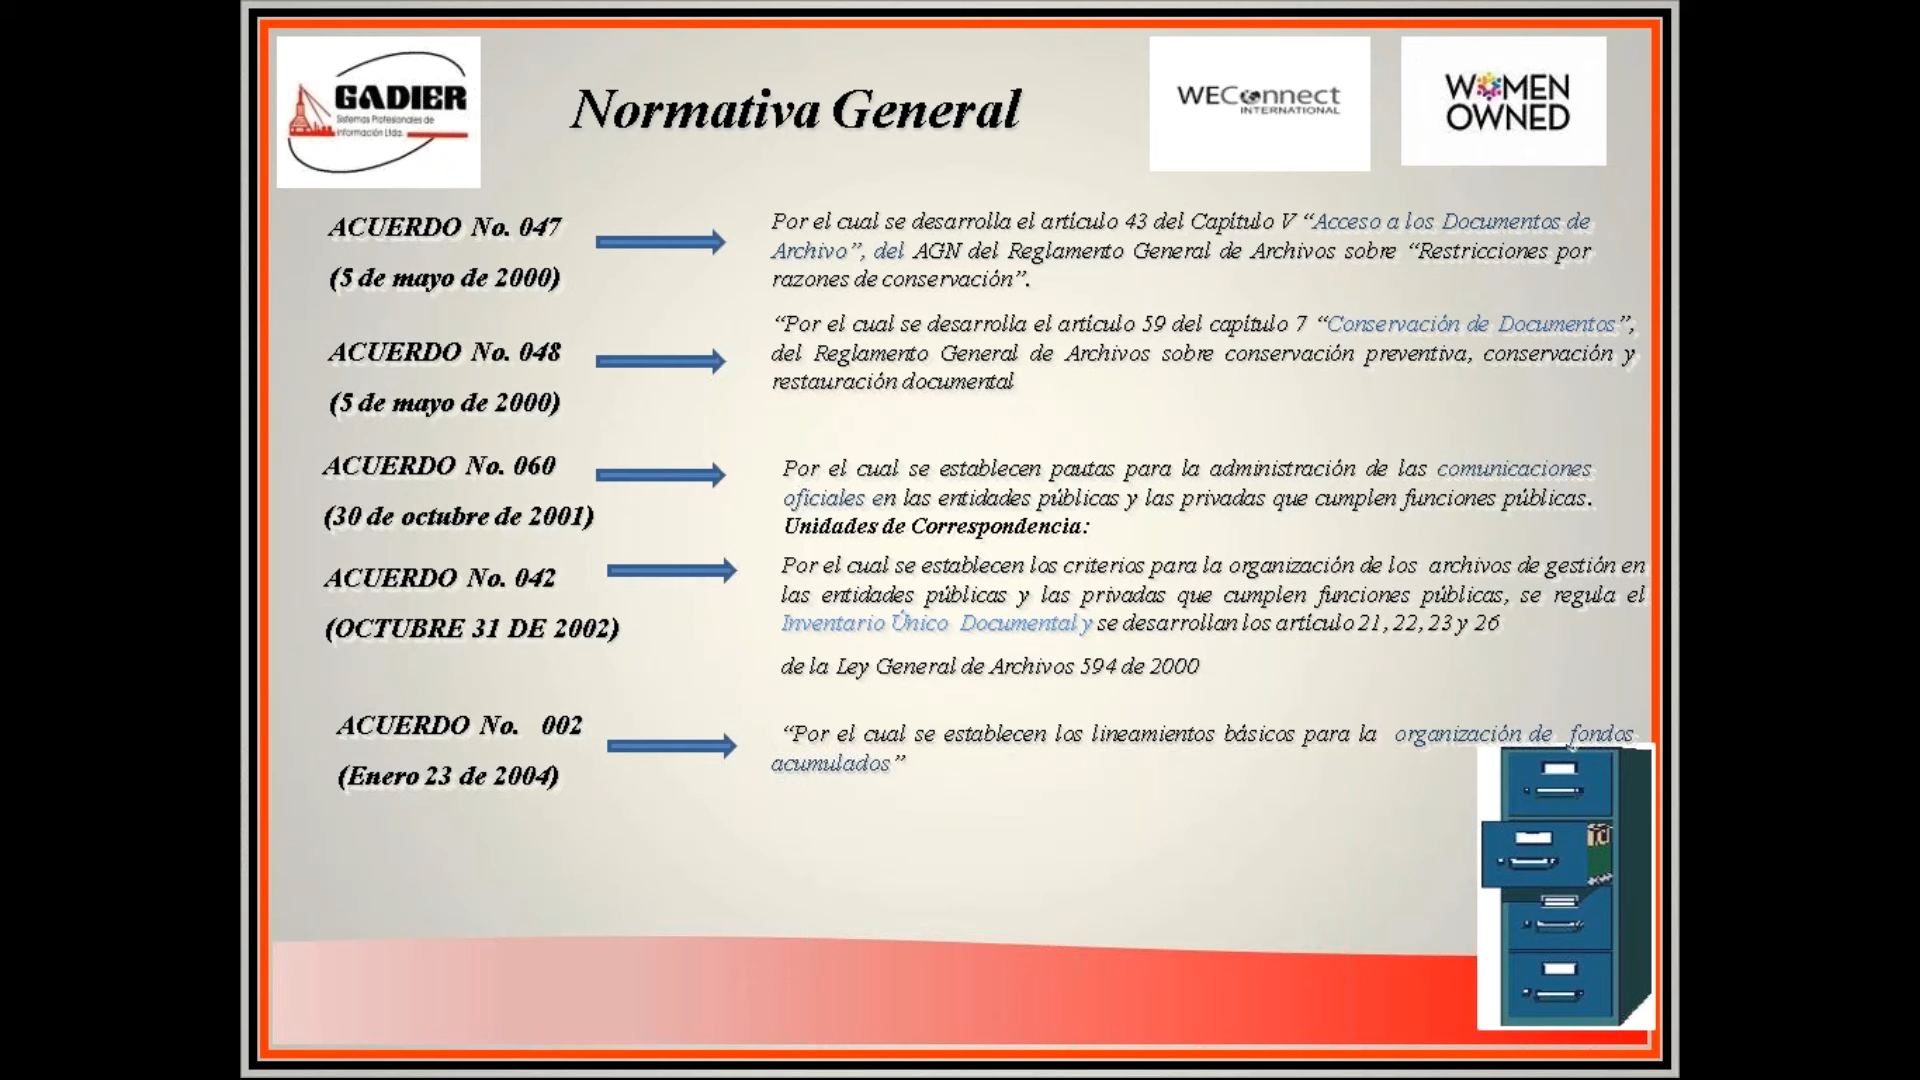 GADIER
Sistemas Profesionales de
Información Ltda.
Normativa General
WEConnect
INTERNATIONAL
WOMEN
OWNED
ACUERDO No. 047
(5 de mayo de 2000)
Por el cual se desarrolla el artículo 43 del Capítulo V “Acceso a los Documentos de
Archivo”, del AGN del Reglamento General de Archivos sobre “Restricciones por
razones de conservación”.
ACUERDO No. 048
(5 de mayo de 2000)
“Por el cual se desarrolla el artículo 59 del capítulo 7 “Conservación de Documentos”,
del Reglamento General de Archivos sobre conservación preventiva, conservación y
restauración documental
ACUERDO No. 060
(30 de octubre de 2001)
Por el cual se establecen pautas para la administración de las comunicaciones
oficiales en las entidades públicas y las privadas que cumplen funciones públicas.
Unidades de Correspondencia:
ACUERDO No. 042
(OCTUBRE 31 DE 2002)
Por el cual se establecen los criterios para la organización de los archivos de gestión en
las entidades públicas y las privadas que cumplen funciones públicas, se regula el
Inventario Único Documental y se desarrollan los artículo 21, 22, 23 y 26
de la Ley General de Archivos 594 de 2000
ACUERDO No. 002
(Enero 23 de 2004)
“Por el cual se establecen los lineamientos básicos para la organización de fondos
acumulados”